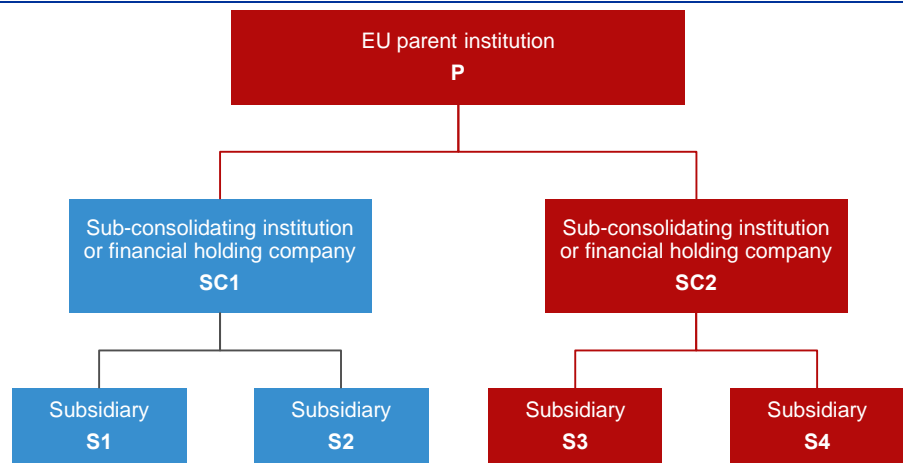 EU parent institution
P
Sub-consolidating institution
or financial holding company
SC1
Sub-consolidating institution
or financial holding company
SC2
Subsidiary
S1
Subsidiary
S2
Subsidiary
S3
Subsidiary
S4